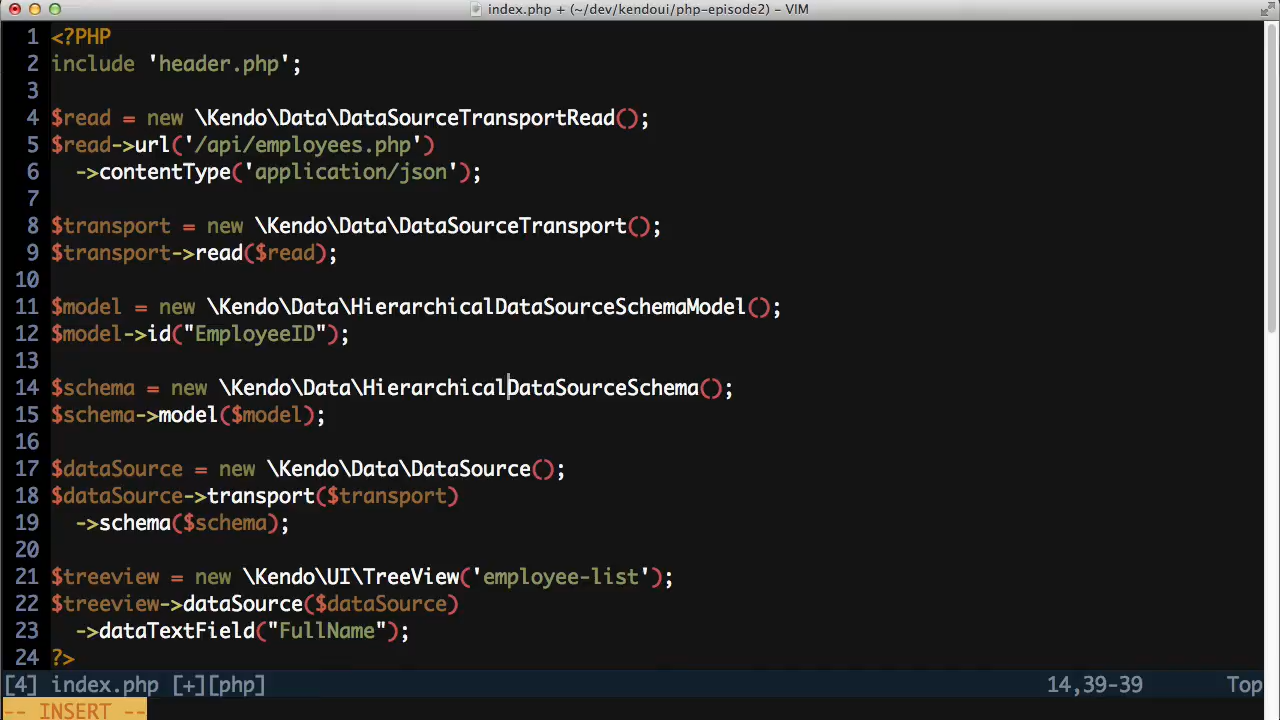 index.php + (~/dev/kendoui/php-episode2) – VIM
1 <?PHP
2 include 'header.php';
3
4 $read = new \Kendo\Data\DataSourceTransportRead();
5 $read->url('/api/employees.php')
6   ->contentType('application/json');
7
8 $transport = new \Kendo\Data\DataSourceTransport();
9 $transport->read($read);
10
11 $model = new \Kendo\Data\HierarchicalDataSourceSchemaModel();
12 $model->id("EmployeeID");
13
14 $schema = new \Kendo\Data\HierarchicalDataSourceSchema();
15 $schema->model($model);
16
17 $dataSource = new \Kendo\Data\DataSource();
18 $dataSource->transport($transport)
19   ->schema($schema);
20
21 $treeview = new \Kendo\UI\TreeView('employee-list');
22 $treeview->dataSource($dataSource)
23   ->dataTextField("FullName");
24 ?>
[4] index.php [+][php] 14,39-39 Top
-- INSERT --